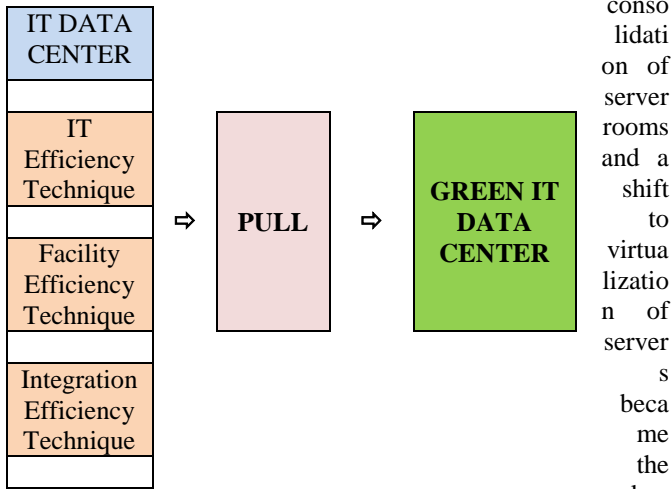 IT DATA
CENTER
IT
Efficiency
Technique
Facility
Efficiency
Technique
Integration
Efficiency
Technique
⇨
PULL
⇨
GREEN IT
DATA
CENTER
conso
lidati
on of
server
rooms
and a
shift
to
virtua
lizatio
n of
server
s
beca
me
the